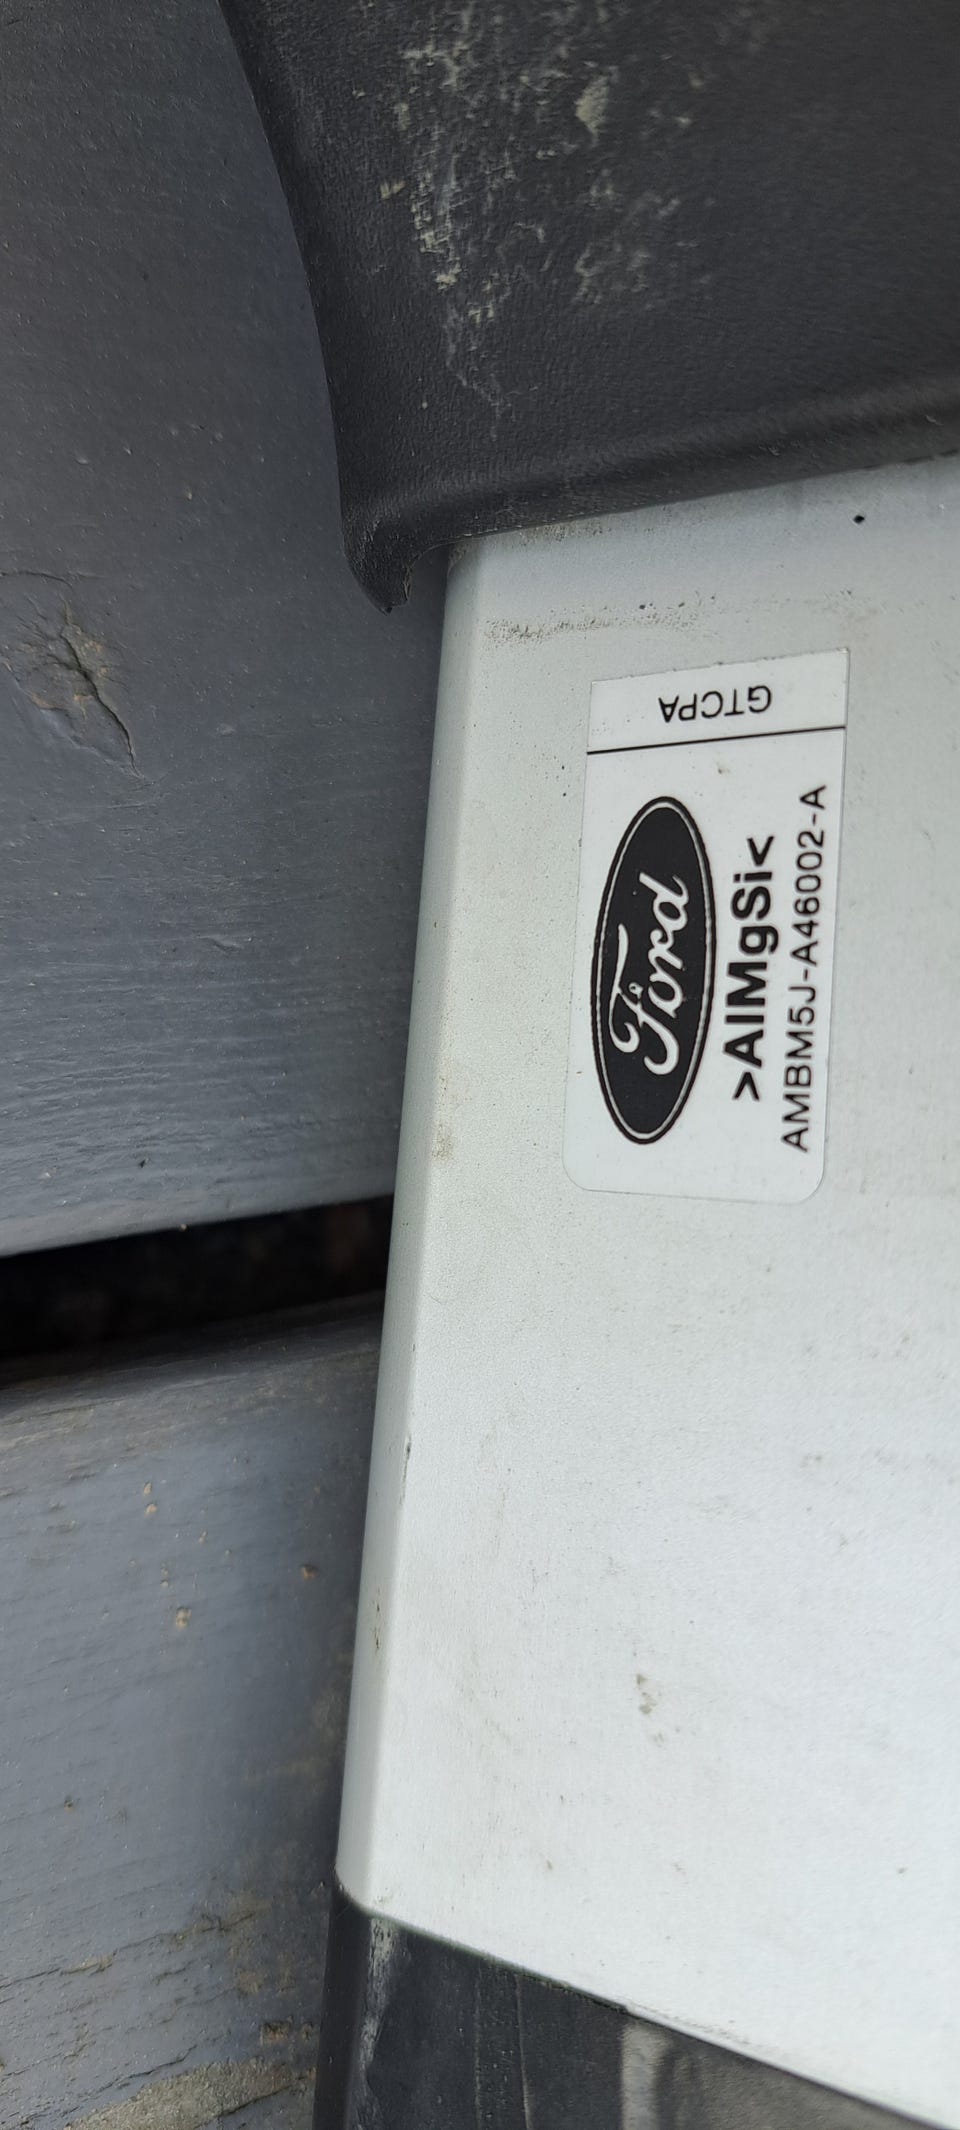 Ford
>AlMgSi<
AMBM5J-A46002-A
GTCPA